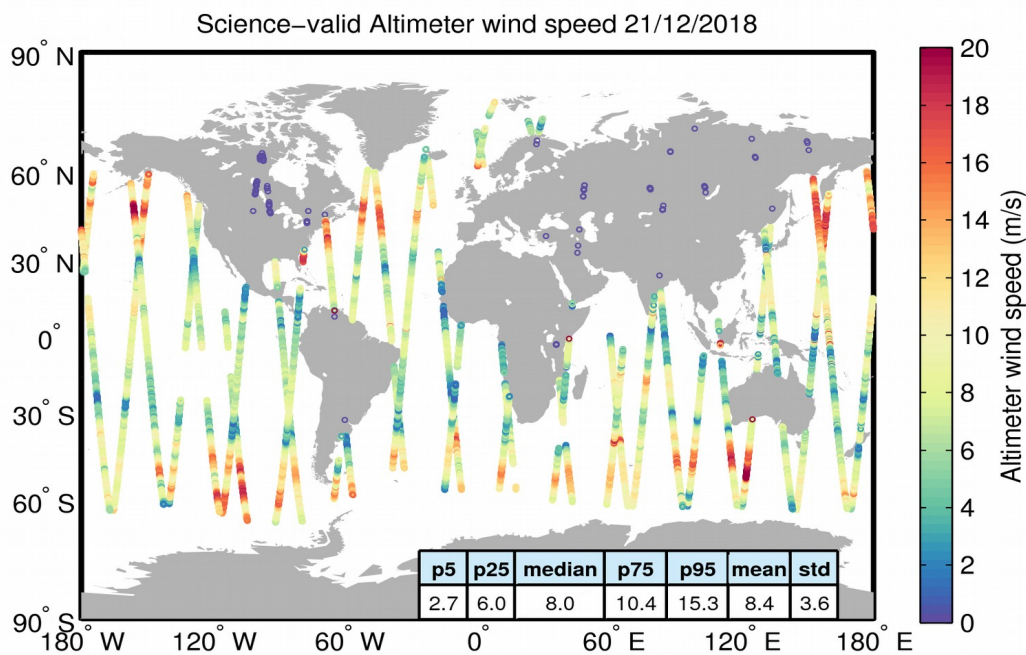 Science−valid Altimeter wind speed 21/12/2018
90° N
60° N
30° N
0°
30° S
60° S
90° S
180° W
120° W
60° W
0°
60° E
120° E
180° E
p5 p25 median p75 p95 mean std
2.7 6.0 8.0 10.4 15.3 8.4 3.6
20
18
16
14
12
10
8
6
4
2
0
Altimeter wind speed (m/s)